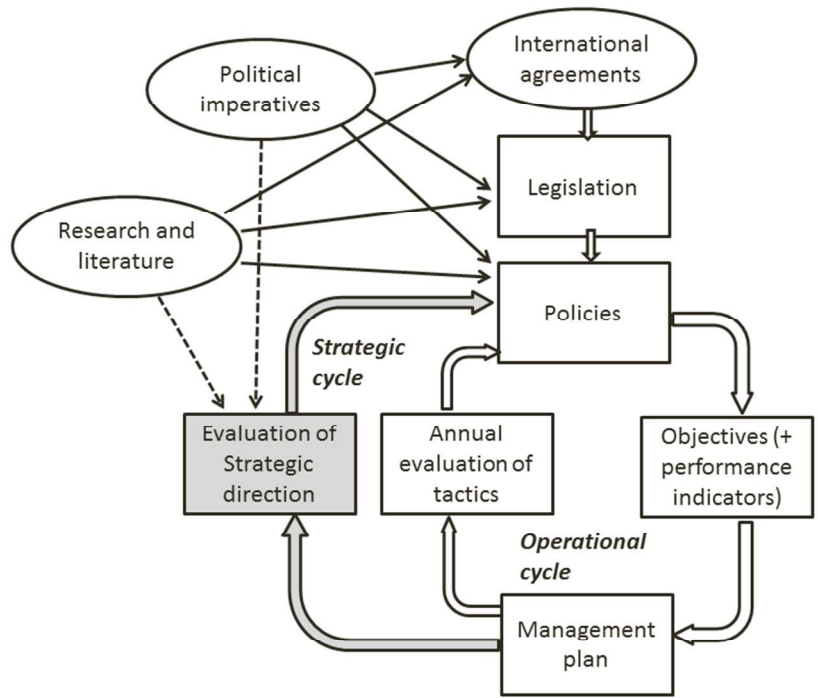 International
agreements
Political
imperatives
Legislation
Research and
literature
Policies
Strategic
cycle
Evaluation of
Strategic
direction
Annual
evaluation of
tactics
Objectives (+
performance
indicators)
Operational
cycle
Management
plan